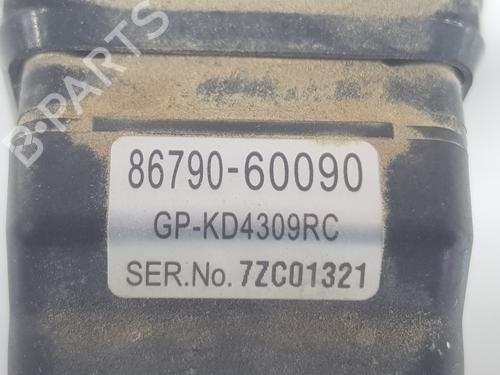 B-PARTS
86790-60090
GP-KD4309RC
SER.No. 7ZC01321